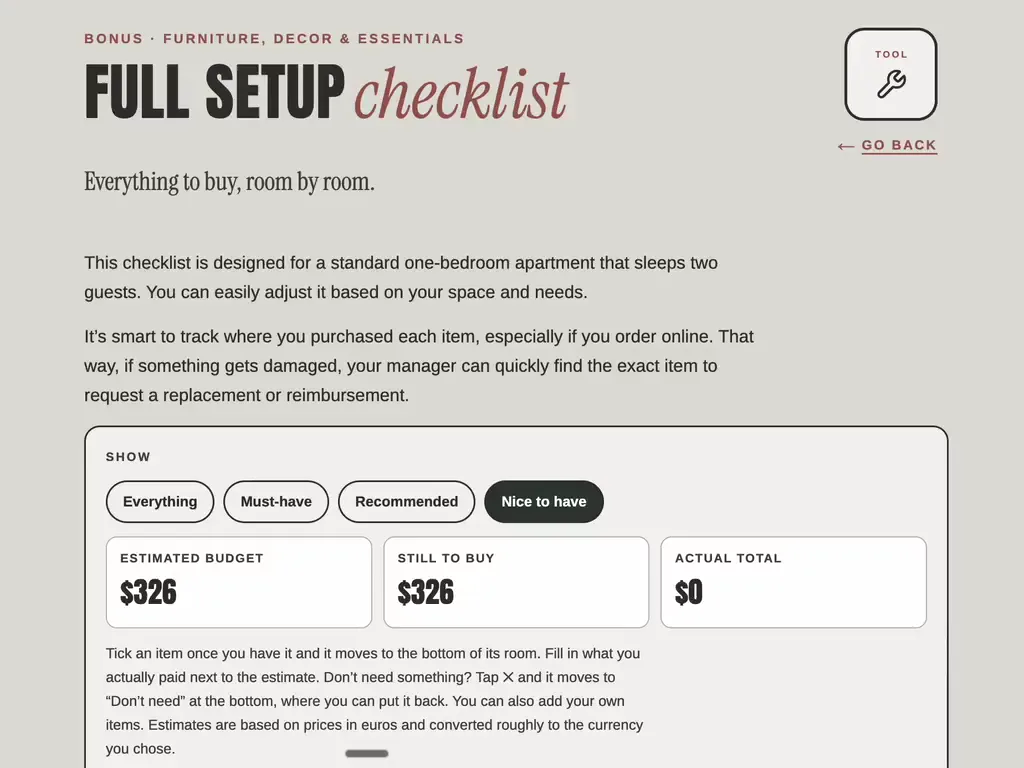 BONUS · FURNITURE, DECOR & ESSENTIALS
FULL SETUP checklist
TOOL
← GO BACK
Everything to buy, room by room.
This checklist is designed for a standard one-bedroom apartment that sleeps two
guests. You can easily adjust it based on your space and needs.
It’s smart to track where you purchased each item, especially if you order online. That
way, if something gets damaged, your manager can quickly find the exact item to
request a replacement or reimbursement.
SHOW
Everything Must-have Recommended Nice to have
ESTIMATED BUDGET STILL TO BUY ACTUAL TOTAL
$326 $326 $0
Tick an item once you have it and it moves to the bottom of its room. Fill in what you
actually paid next to the estimate. Don’t need something? Tap ✕ and it moves to
“Don’t need” at the bottom, where you can put it back. You can also add your own
items. Estimates are based on prices in euros and converted roughly to the currency
you chose.